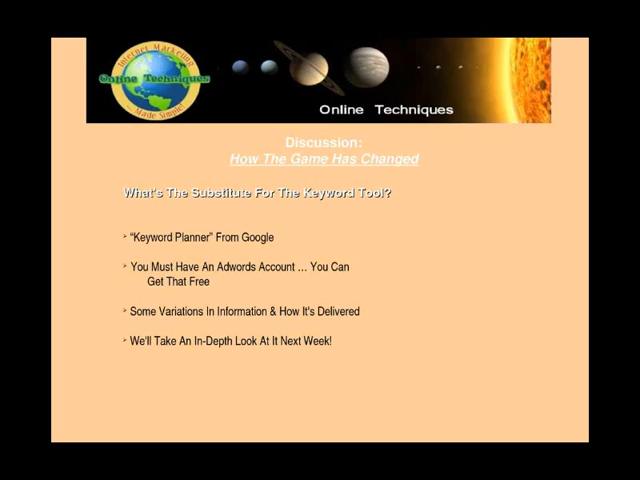 Internet Marketing
Online Techniques
Made Simple!
Online Techniques
Discussion:
How The Game Has Changed
What's The Substitute For The Keyword Tool?
➢ “Keyword Planner” From Google
➢ You Must Have An Adwords Account … You Can
Get That Free
➢ Some Variations In Information & How It's Delivered
➢ We'll Take An In-Depth Look At It Next Week!